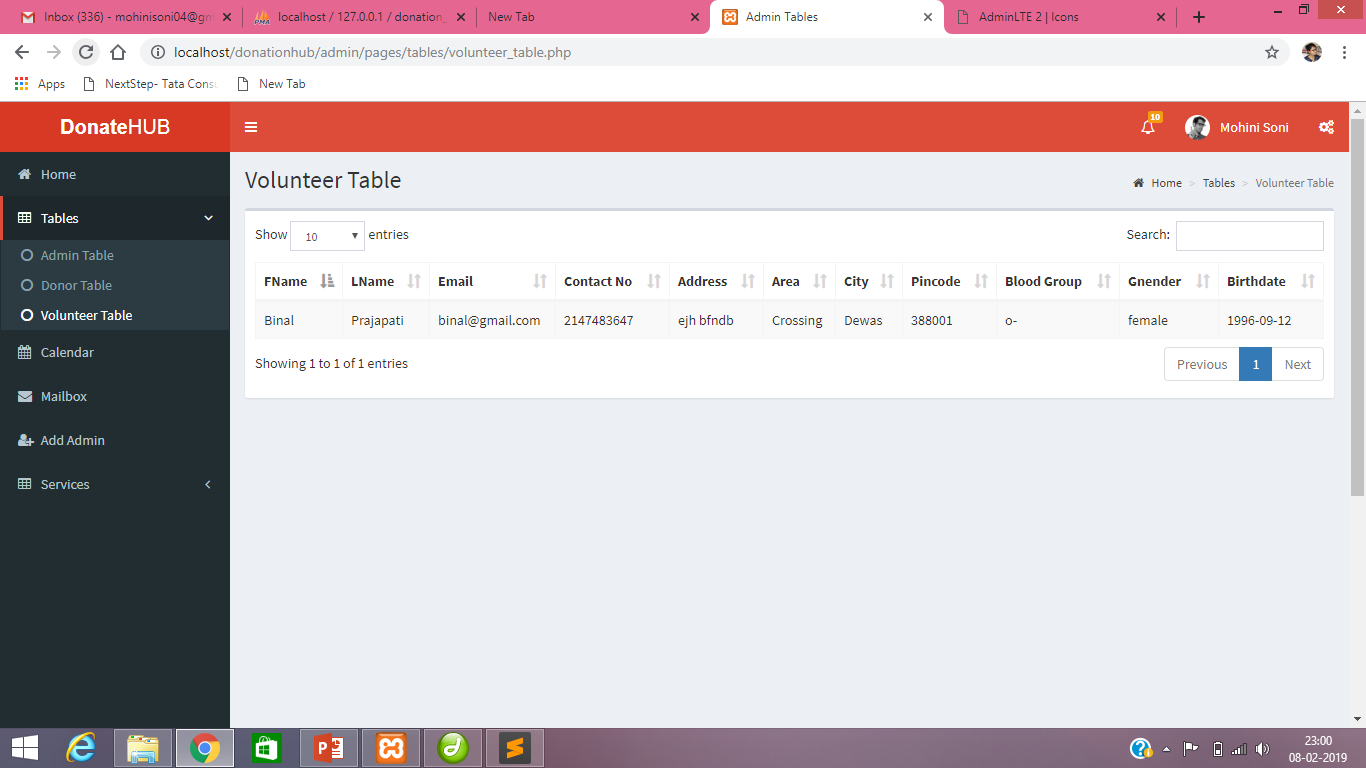 Inbox (336) - mohinisoni04@gm
localhost / 127.0.0.1 / donation_
New Tab
Admin Tables
AdminLTE 2 | Icons
localhost/donationhub/admin/pages/tables/volunteer_table.php
Apps
NextStep- Tata Consu
New Tab
DonateHUB
10
Mohini Soni
Home
Tables
Admin Table
Donor Table
Volunteer Table
Calendar
Mailbox
Add Admin
Services
Volunteer Table
Home > Tables > Volunteer Table
Show 10 entries
Search:
FName LName Email Contact No Address Area City Pincode Blood Group Gnender Birthdate
Binal Prajapati binal@gmail.com 2147483647 ejh bfndb Crossing Dewas 388001 o- female 1996-09-12
Showing 1 to 1 of 1 entries
Previous 1 Next
23:00
08-02-2019